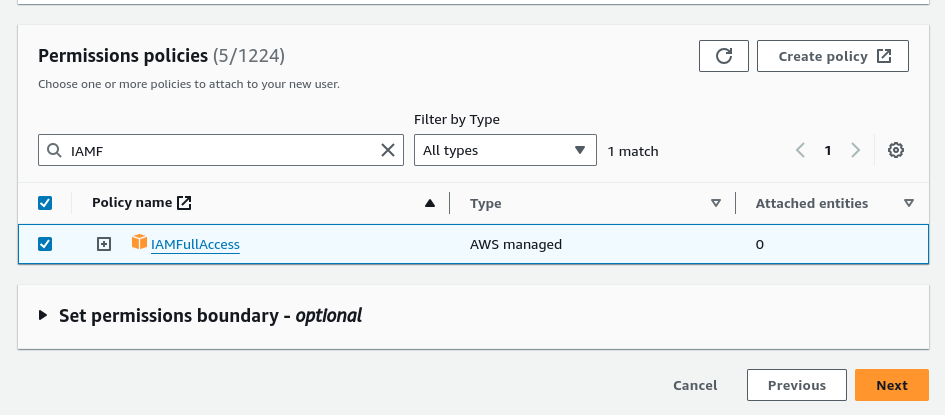 Permissions policies (5/1224)
Create policy
Choose one or more policies to attach to your new user.
Filter by Type
IAMF
All types
1 match
1
Policy name
Type
Attached entities
IAMFullAccess
AWS managed
0
Set permissions boundary - optional
Cancel
Previous
Next